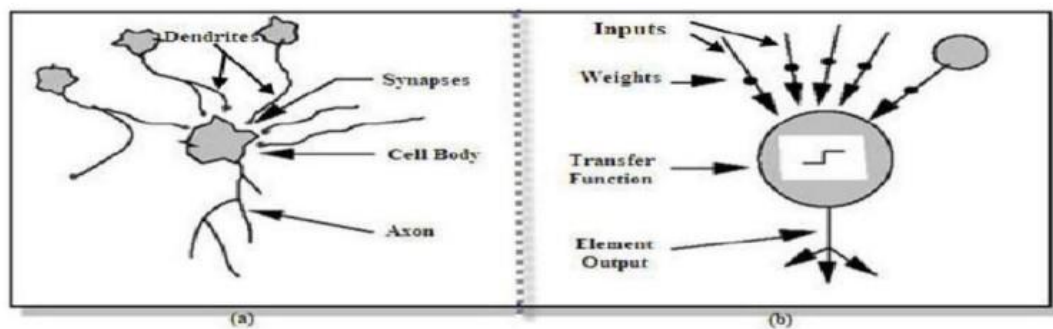 Dendrites
Synapses
Cell Body
Axon
(a)
Inputs
Weights
Transfer
Function
Element
Output
(b)